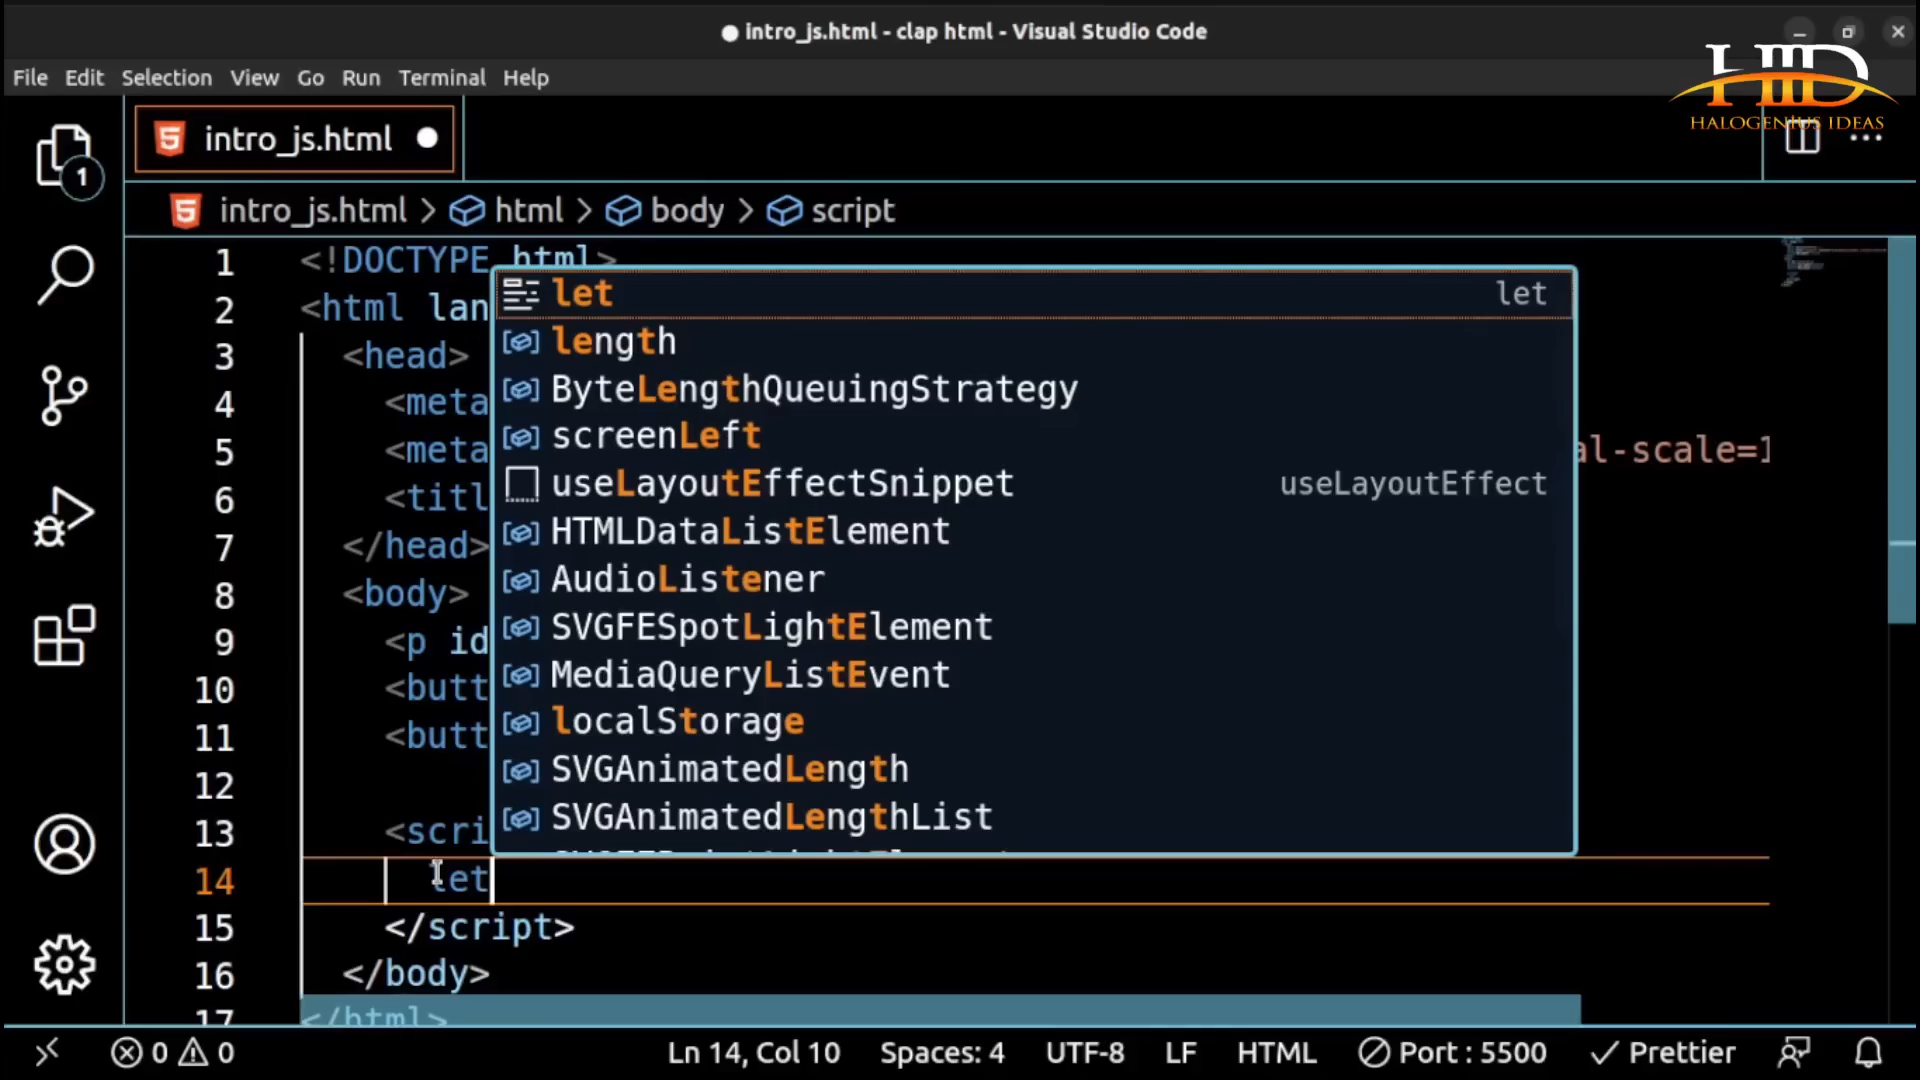 intro_js.html - clap html - Visual Studio Code
File Edit Selection View Go Run Terminal Help
HID
HALOGENIUS IDEAS
intro_js.html
1
intro_js.html > html > body > script
1 <!DOCTYPE html>
2 <html lan
3 <head>
4 <meta
5 <meta al-scale=1
6 <titl
7 </head>
8 <body>
9 <p id
10 <butt
11 <butt
12
13 <scri
14 let
15 </script>
16 </body>
17 </html>
let let
length
ByteLengthQueuingStrategy
screenLeft
useLayoutEffectSnippet useLayoutEffect
HTMLDataListElement
AudioListener
SVGFESpotLightElement
MediaQueryListEvent
localStorage
SVGAnimatedLength
SVGAnimatedLengthList
0 0 Ln 14, Col 10 Spaces: 4 UTF-8 LF HTML Port : 5500 Prettier